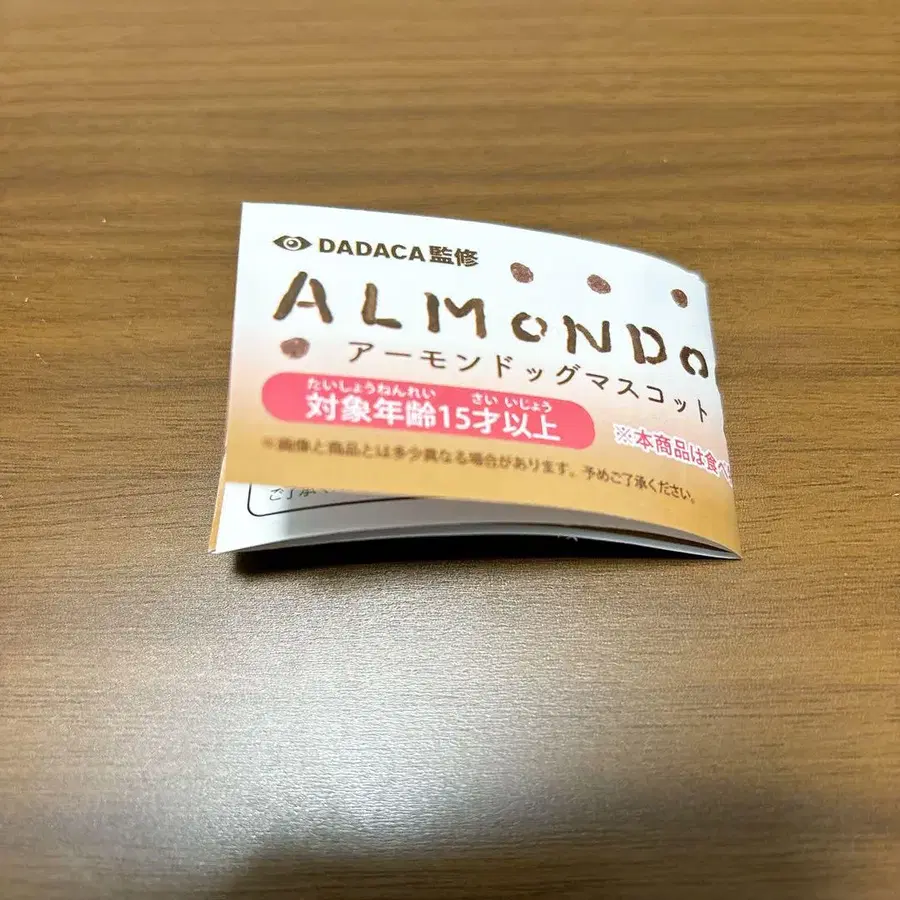 DADACA監修
ALMONDo
アーモンドッグマスコット
たいしょうねんれい さい いじょう
対象年齢15才以上
※本商品は食べ
※画像と商品とは多少異なる場合があります。予めご了承ください。
ご了承く